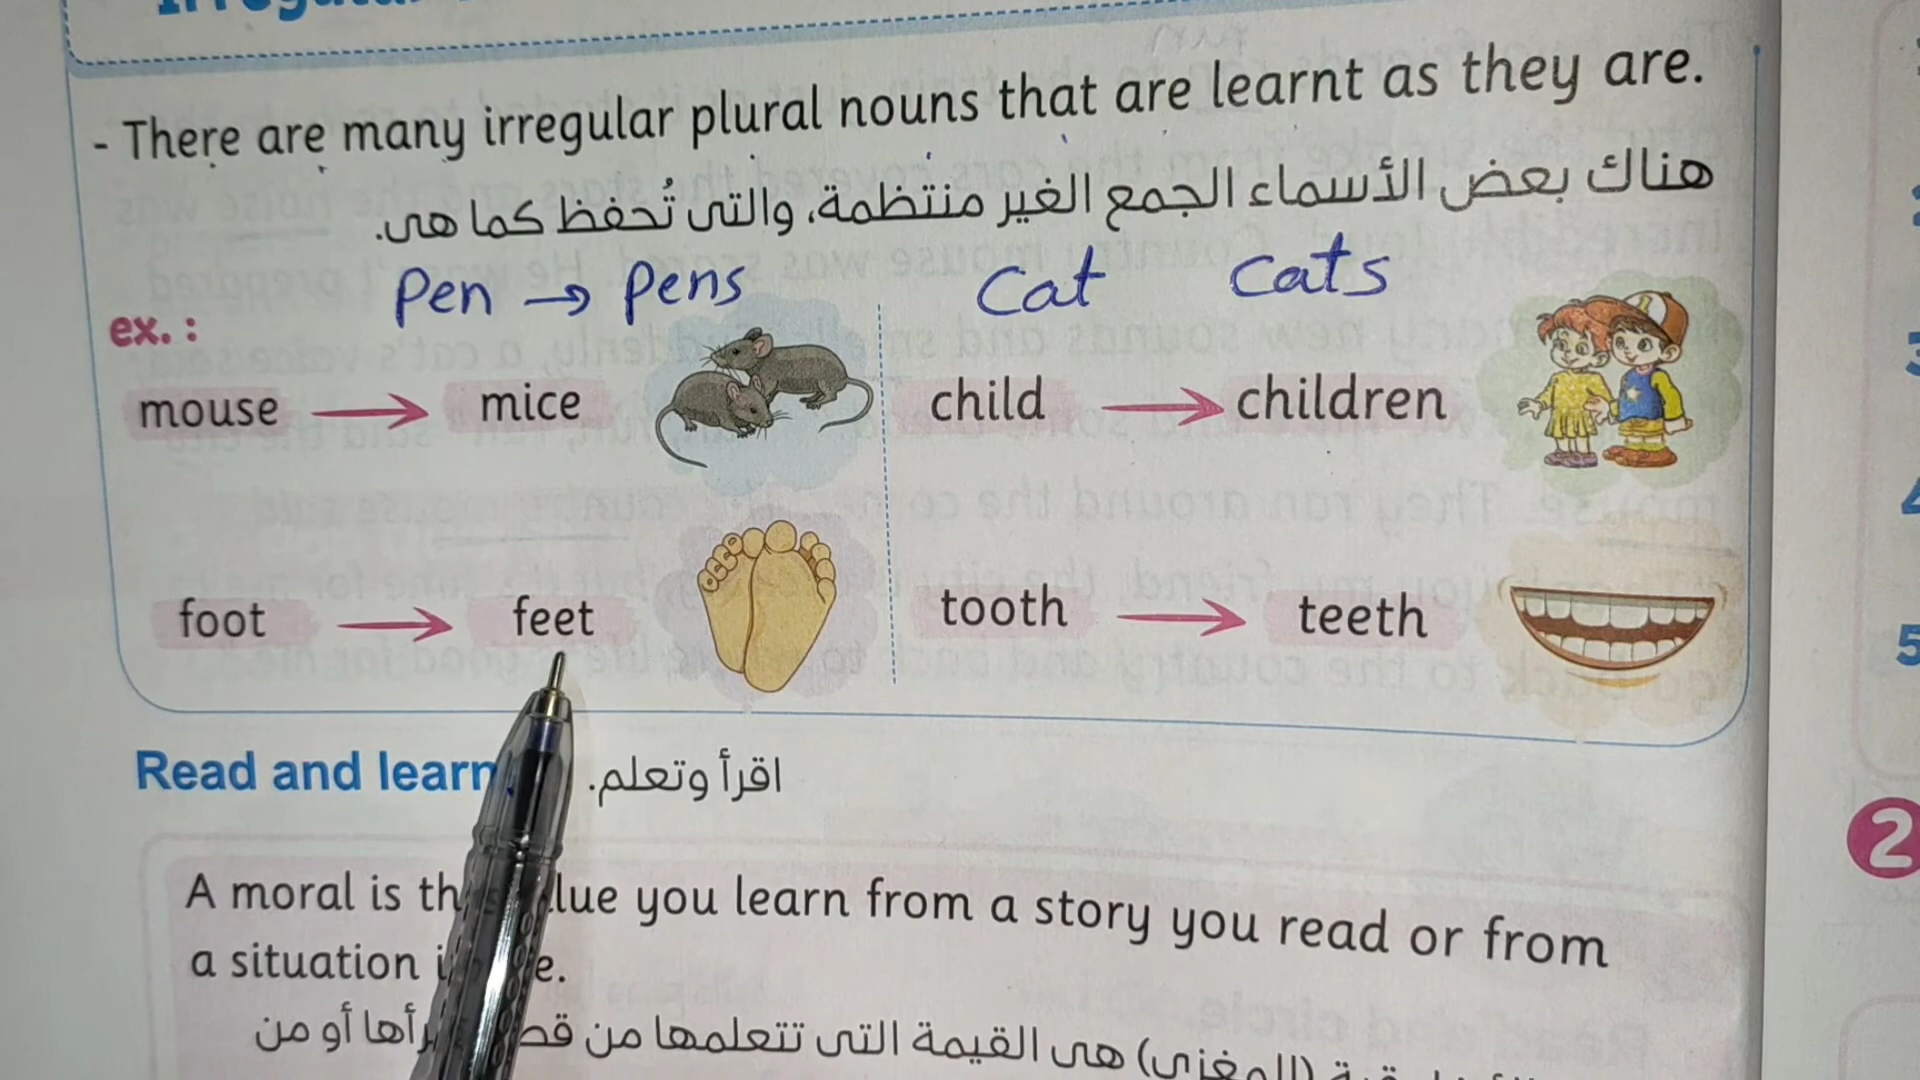 - There are many irregular plural nouns that are learnt as they are.
هناك بعض الأسماء الجمع الغير منتظمة، والتى تُحفظ كما هى.
Pen → Pens Cat Cats
ex. :
mouse → mice child → children
foot → feet tooth → teeth
Read and learn اقرأ وتعلم.
A moral is the you learn from a story you read or from
a situation
هى القيمة التى تتعلمها من أو من
2